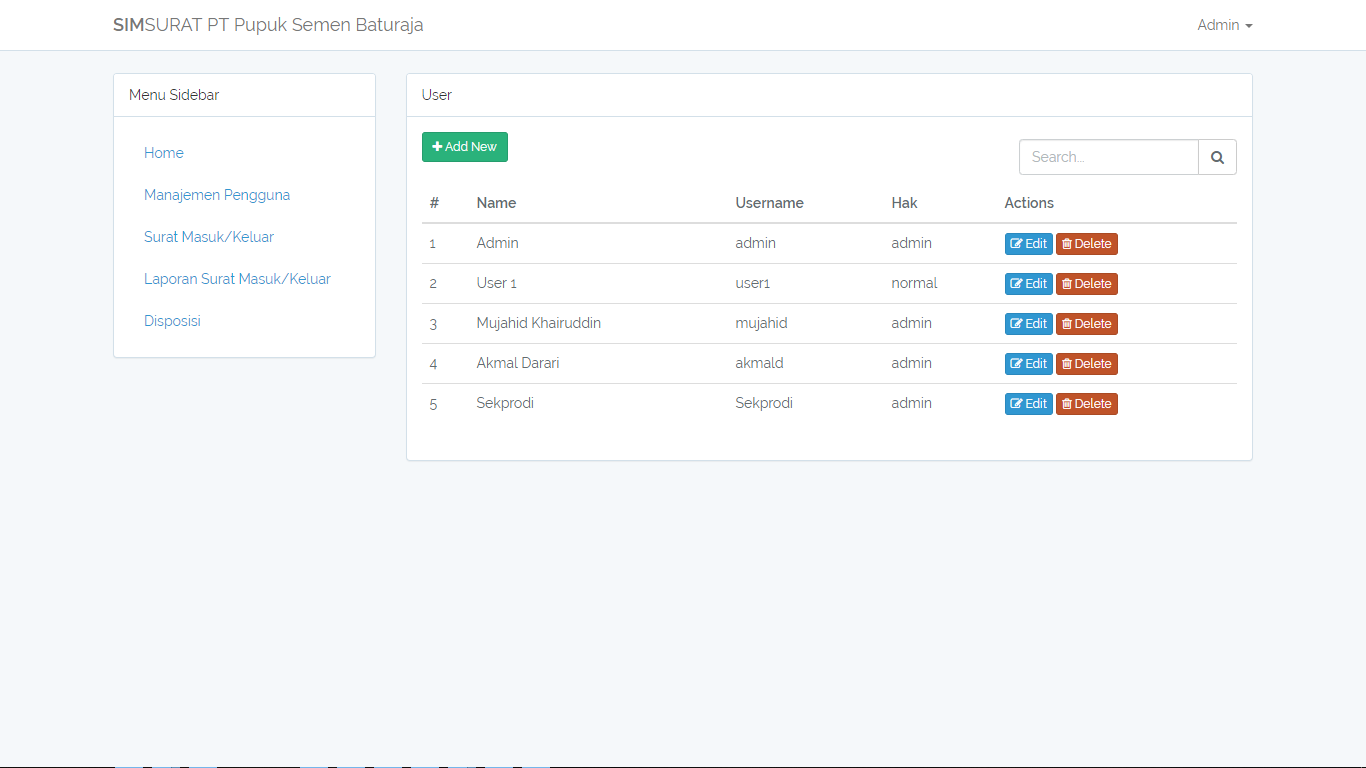 SIMSURAT PT Pupuk Semen Baturaja
Admin
Menu Sidebar
Home
Manajemen Pengguna
Surat Masuk/Keluar
Laporan Surat Masuk/Keluar
Disposisi
User
Add New
Search...
# Name Username Hak Actions
1 Admin admin admin Edit Delete
2 User 1 user1 normal Edit Delete
3 Mujahid Khairuddin mujahid admin Edit Delete
4 Akmal Darari akmald admin Edit Delete
5 Sekprodi Sekprodi admin Edit Delete